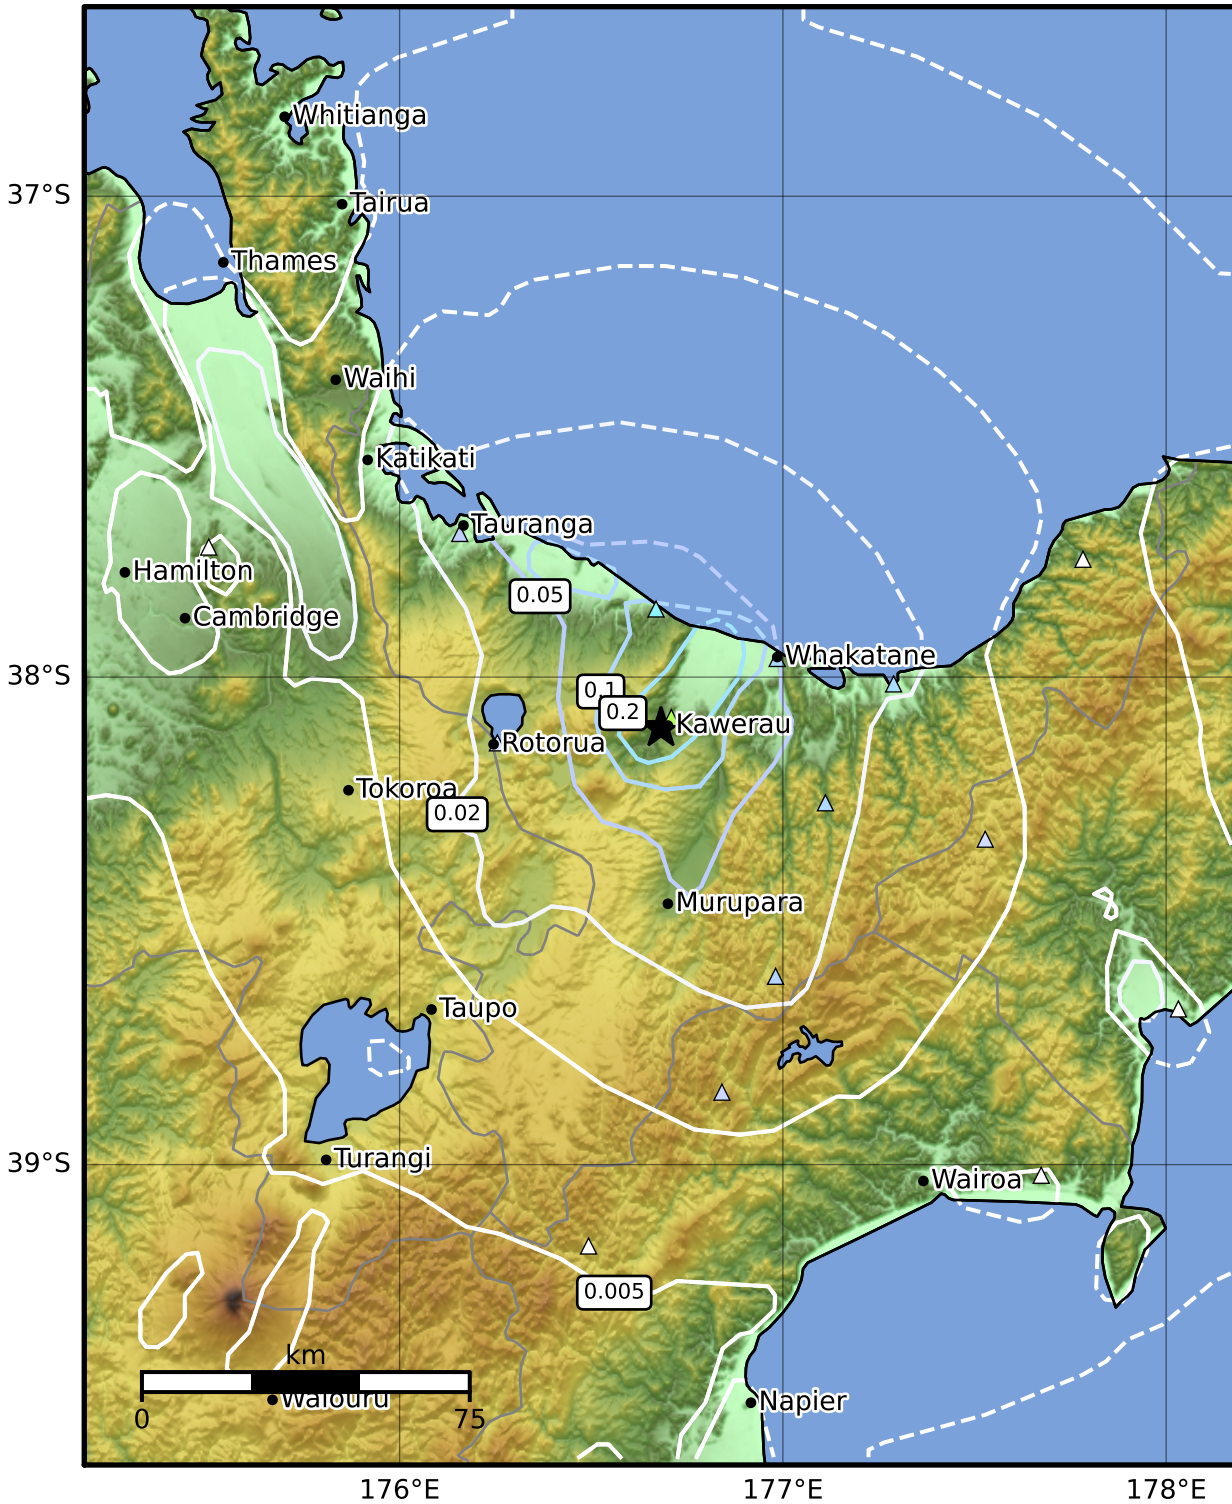 Whitianga
37°S
Tairua
Thames
Waihi
Katikati
Tauranga
Hamilton
0.05
Cambridge
Whakatane
38°S
0.1
0.2
Kawerau
Rotorua
Tokoroa
0.02
Murupara
Taupo
Turangi
39°S
Wairoa
0.005
km
Waiouru
Napier
0
75
176°E
177°E
178°E